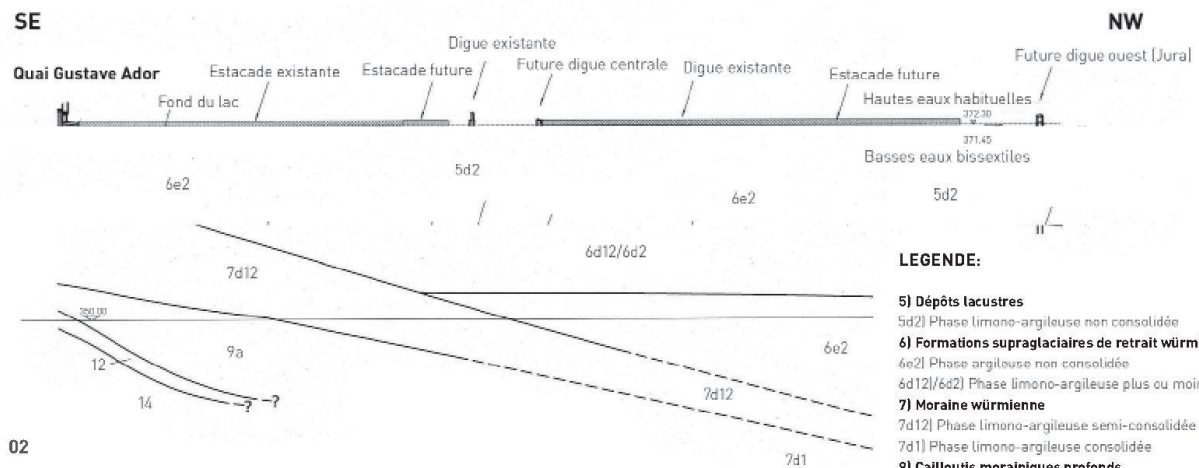 SE
NW
Digue existante
Quai Gustave Ador
Estacade existante
Estacade future
Future digue centrale
Digue existante
Future digue ouest (Jura)
Estacade future
Fond du lac
Hautes eaux habituelles
372.30
371.45
Basses eaux bissextiles
5d2
6e2
6e2
5d2
6d12/6d2
7d12
LEGENDE:
5) Dépôts lacustres
350.00
5d2) Phase limono-argileuse non consolidée
9a
6e2
6) Formations supraglaciaires de retrait würm
12
6e2) Phase argileuse non consolidée
6d12)/6d2) Phase limono-argileuse plus ou moin
14
?
?
7d12
7) Moraine würmienne
7d12) Phase limono-argileuse semi-consolidée
02
7d1) Phase limono-argileuse consolidée
7d1
9) Cailloutis morainiques profonds